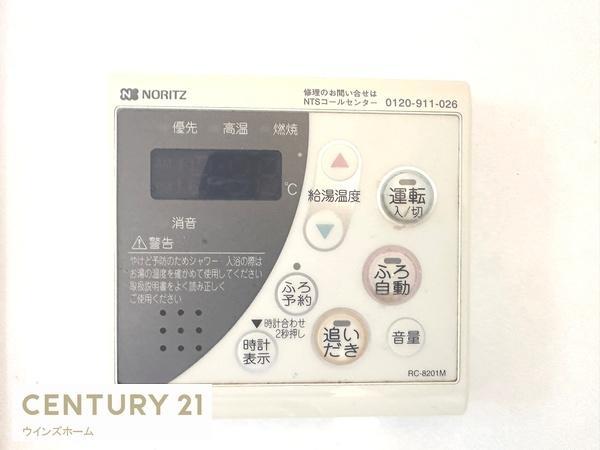 NORITZ
修理のお問い合せは
NTSコールセンター 0120-911-026
優先 高温 燃焼
℃
給湯温度
運転
入/切
消音
警告
やけど予防のためシャワー・入浴の際は
お湯の温度を確かめて使用してください
取扱説明書をよく読み正しく
ご使用ください
ふろ
自動
ふろ
予約
▼時計合わせ
2秒押し
時計
表示
追い
だき
音量
RC-8201M
CENTURY 21
ウインズホーム